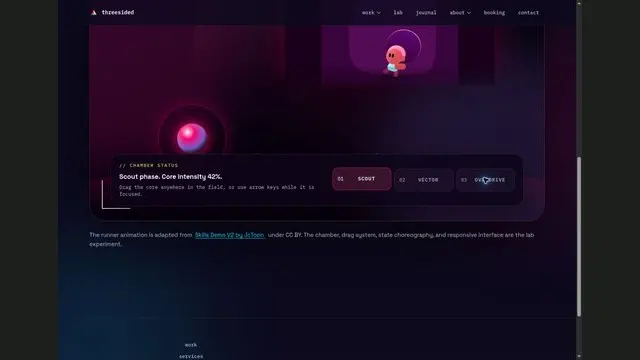 threesided
work
lab
journal
about
booking
contact
// CHAMBER STATUS
Scout phase. Core intensity 42%.
Drag the core anywhere in the field, or use arrow keys while it is
focused.
01 SCOUT
02 VECTOR
03 OVERDRIVE
The runner animation is adapted from Skills Demo V2 by JcToon under CC BY. The chamber, drag system, state choreography, and responsive interface are the lab
experiment.
work
services